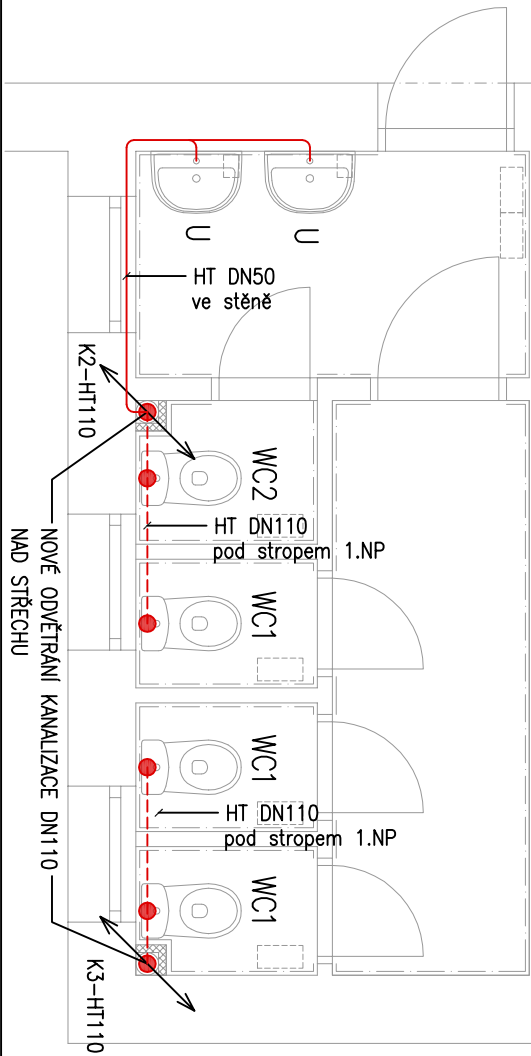 U
U
HT DN50
ve stěně
K2-HT110
WC2
HT DN110
pod stropem 1.NP
WC1
WC1
HT DN110
pod stropem 1.NP
WC1
K3-HT110
NOVÉ ODVĚTRÁNÍ KANALIZACE DN110
NAD STŘECHU